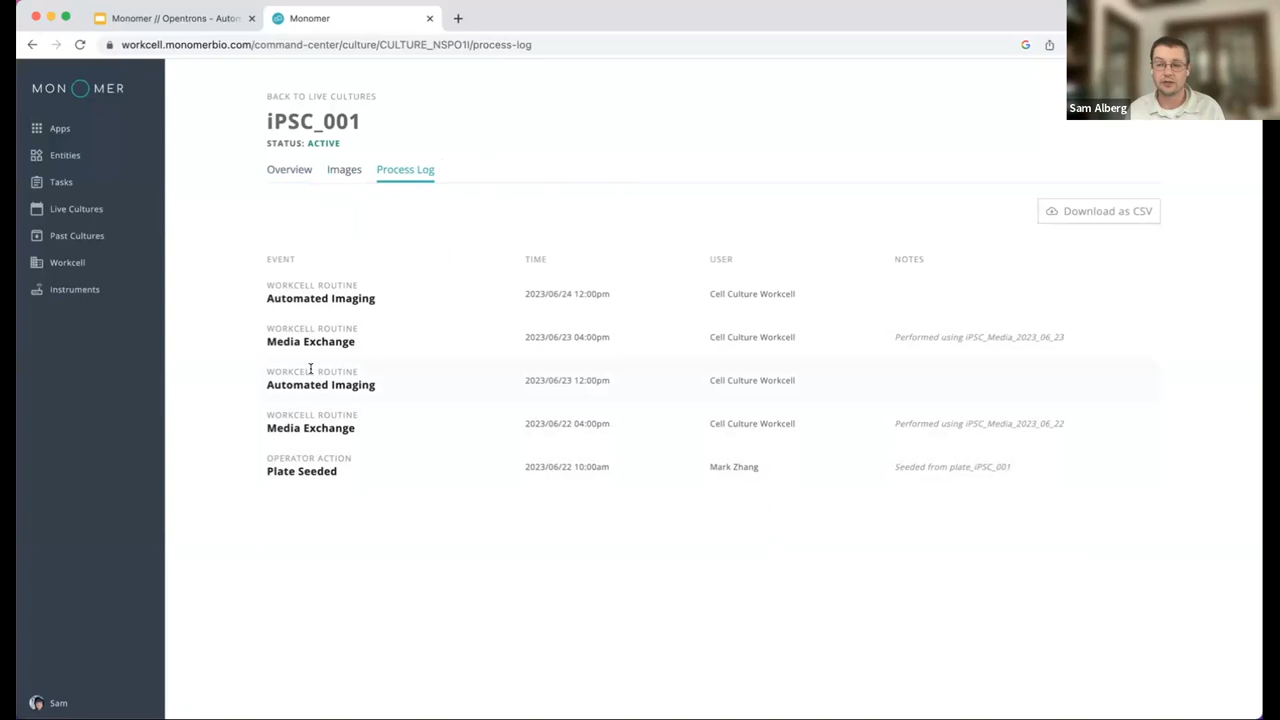 Monomer // Opentrons - Autom
Monomer
workcell.monomerbio.com/command-center/culture/CULTURE_NSPO1I/process-log
Sam Alberg
MONOMER
Apps
Entities
Tasks
Live Cultures
Past Cultures
Workcell
Instruments
Sam
BACK TO LIVE CULTURES
iPSC_001
STATUS: ACTIVE
Overview Images Process Log
Download as CSV
EVENT TIME USER NOTES
WORKCELL ROUTINE
Automated Imaging 2023/06/24 12:00pm Cell Culture Workcell
WORKCELL ROUTINE
Media Exchange 2023/06/23 04:00pm Cell Culture Workcell Performed using iPSC_Media_2023_06_23
WORKCELL ROUTINE
Automated Imaging 2023/06/23 12:00pm Cell Culture Workcell
WORKCELL ROUTINE
Media Exchange 2023/06/22 04:00pm Cell Culture Workcell Performed using iPSC_Media_2023_06_22
OPERATOR ACTION
Plate Seeded 2023/06/22 10:00am Mark Zhang Seeded from plate_iPSC_001